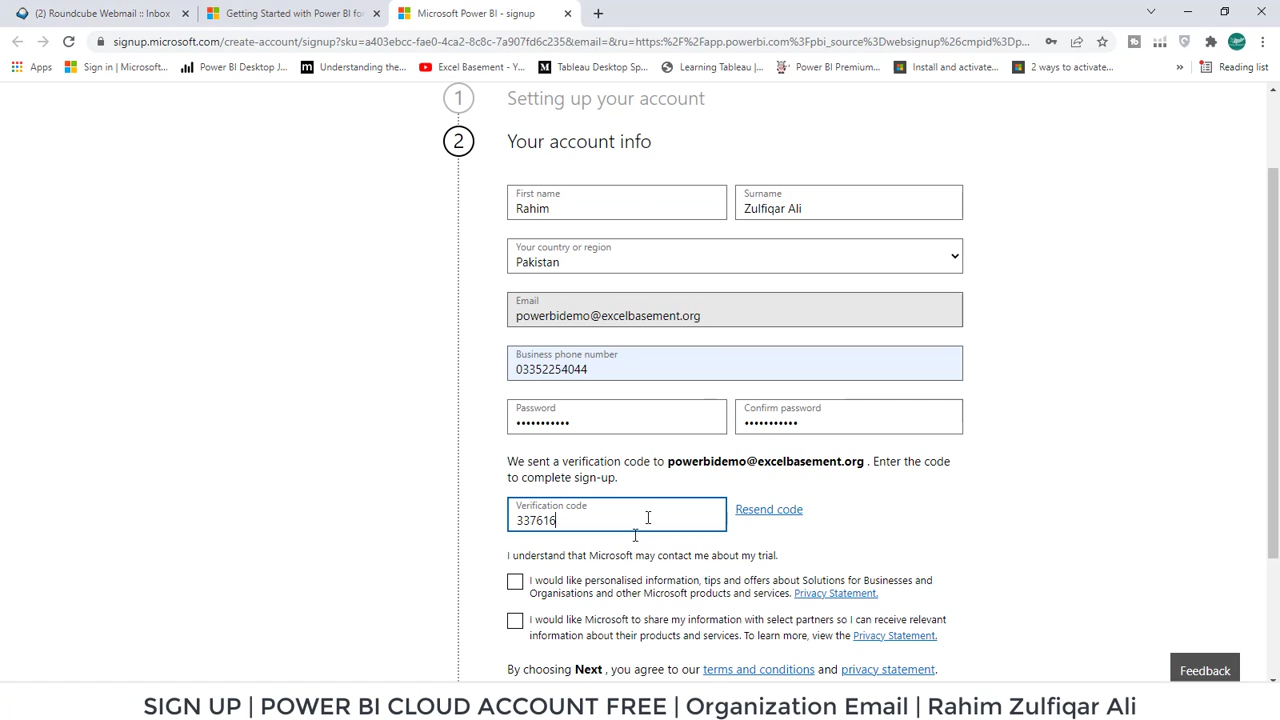 (2) Roundcube Webmail :: Inbox
Getting Started with Power BI for
Microsoft Power BI - signup
signup.microsoft.com/create-account/signup?sku=a403ebcc-fae0-4ca2-8c8c-7a907fd6c235&email=&ru=https:%2F%2Fapp.powerbi.com%3Fpbi_source%3Dwebsignup%26cmpid%3Dp...
Apps
Sign in | Microsoft...
Power BI Desktop J...
Understanding the...
Excel Basement - Y...
Tableau Desktop Sp...
Learning Tableau |...
Power BI Premium...
Install and activate...
2 ways to activate...
»
Reading list
1 Setting up your account
2 Your account info
First name
Rahim
Surname
Zulfiqar Ali
Your country or region
Pakistan
Email
powerbidemo@excelbasement.org
Business phone number
03352254044
Password
•••••••••••
Confirm password
•••••••••••
We sent a verification code to powerbidemo@excelbasement.org . Enter the code
to complete sign-up.
Verification code
337616
Resend code
I understand that Microsoft may contact me about my trial.
I would like personalised information, tips and offers about Solutions for Businesses and
Organisations and other Microsoft products and services. Privacy Statement.
I would like Microsoft to share my information with select partners so I can receive relevant
information about their products and services. To learn more, view the Privacy Statement.
By choosing Next , you agree to our terms and conditions and privacy statement.
Feedback
SIGN UP | POWER BI CLOUD ACCOUNT FREE | Organization Email | Rahim Zulfiqar Ali